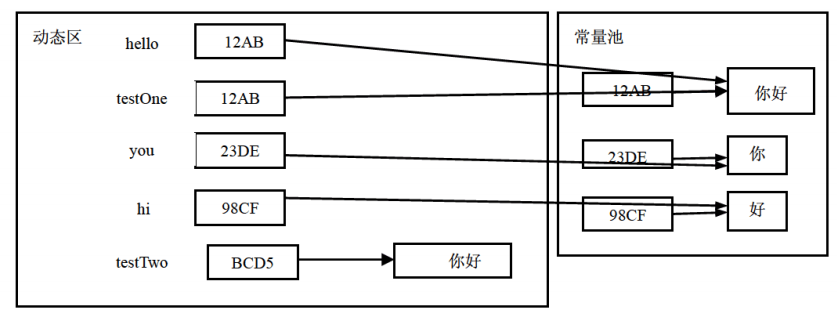 动态区
常量池
hello 12AB
12AB 你好
testOne 12AB
you 23DE
23DE 你
hi 98CF
98CF 好
testTwo BCD5 你好